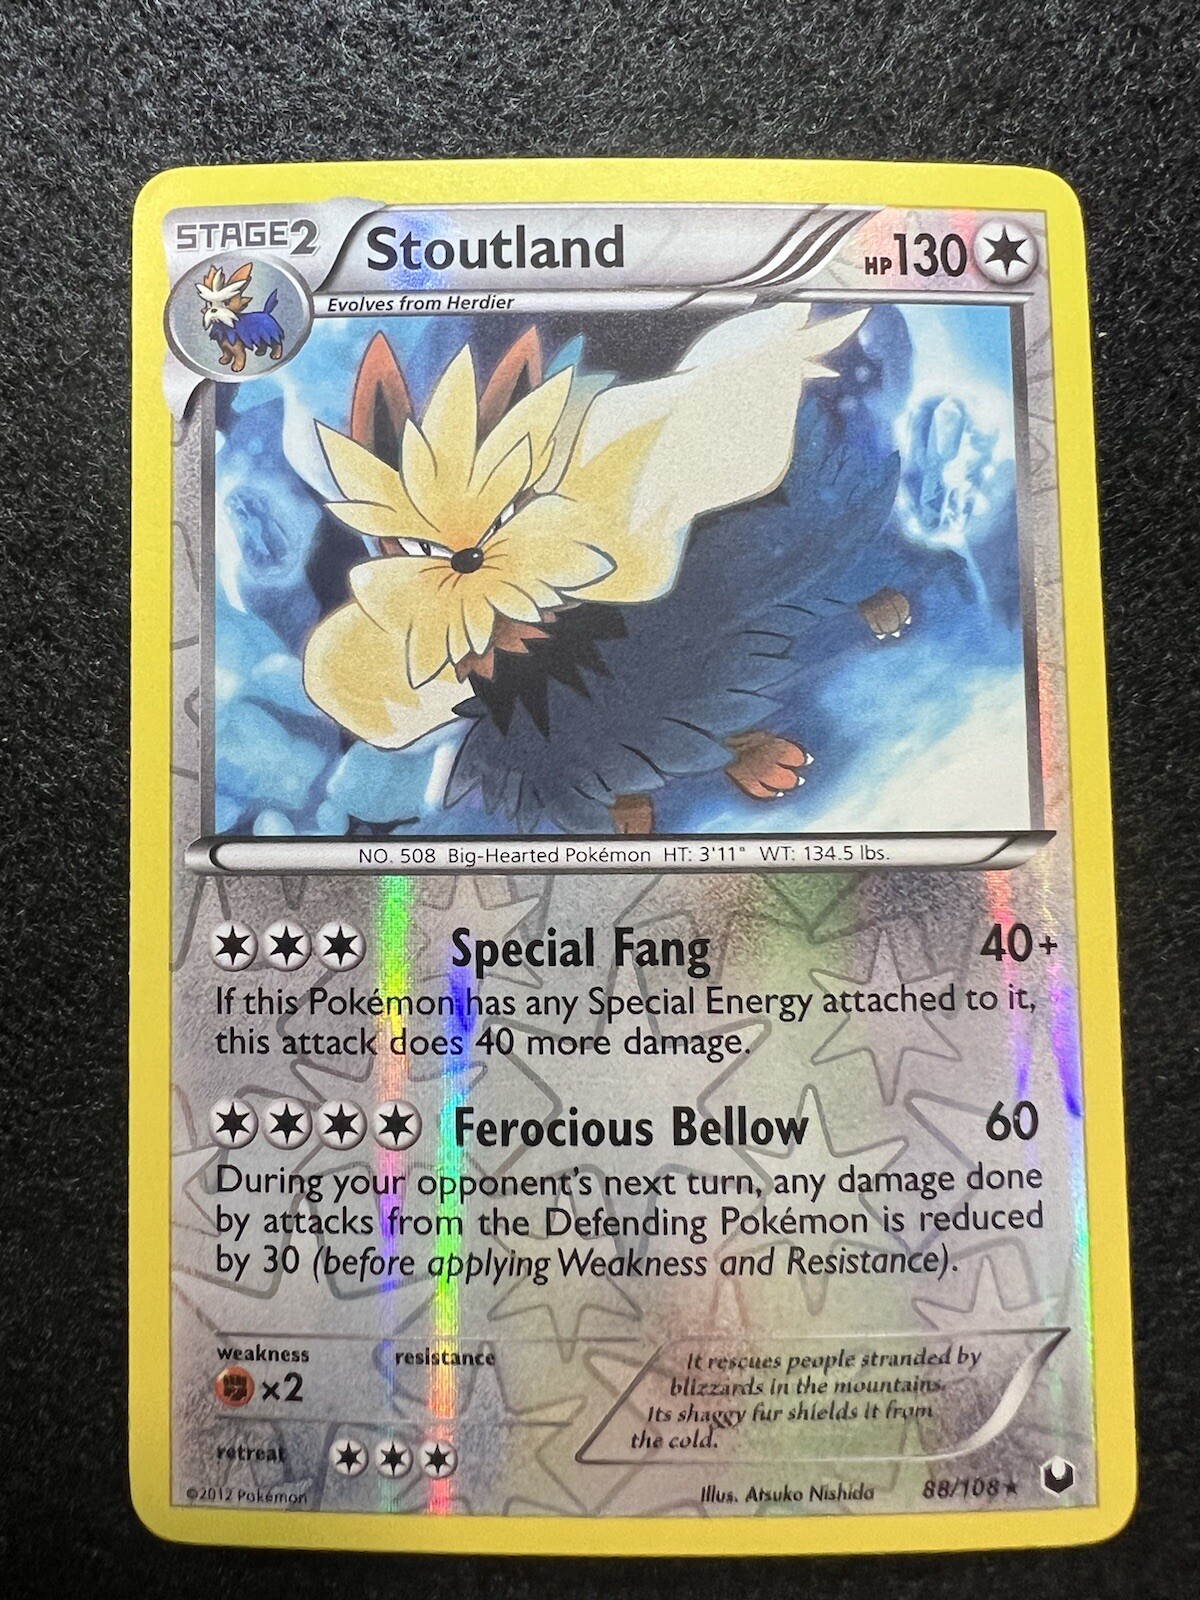 STAGE2
Stoutland
HP130
Evolves from Herdier
NO. 508 Big-Hearted Pokémon HT: 3'11" WT: 134.5 lbs.
Special Fang 40+
If this Pokémon has any Special Energy attached to it,
this attack does 40 more damage.
Ferocious Bellow 60
During your opponent's next turn, any damage done
by attacks from the Defending Pokémon is reduced
by 30 (before applying Weakness and Resistance).
weakness resistance
×2
It rescues people stranded by
blizzards in the mountains.
Its shaggy fur shields it from
the cold.
retreat
©2012 Pokémon
Illus. Atsuko Nishida 88/108★